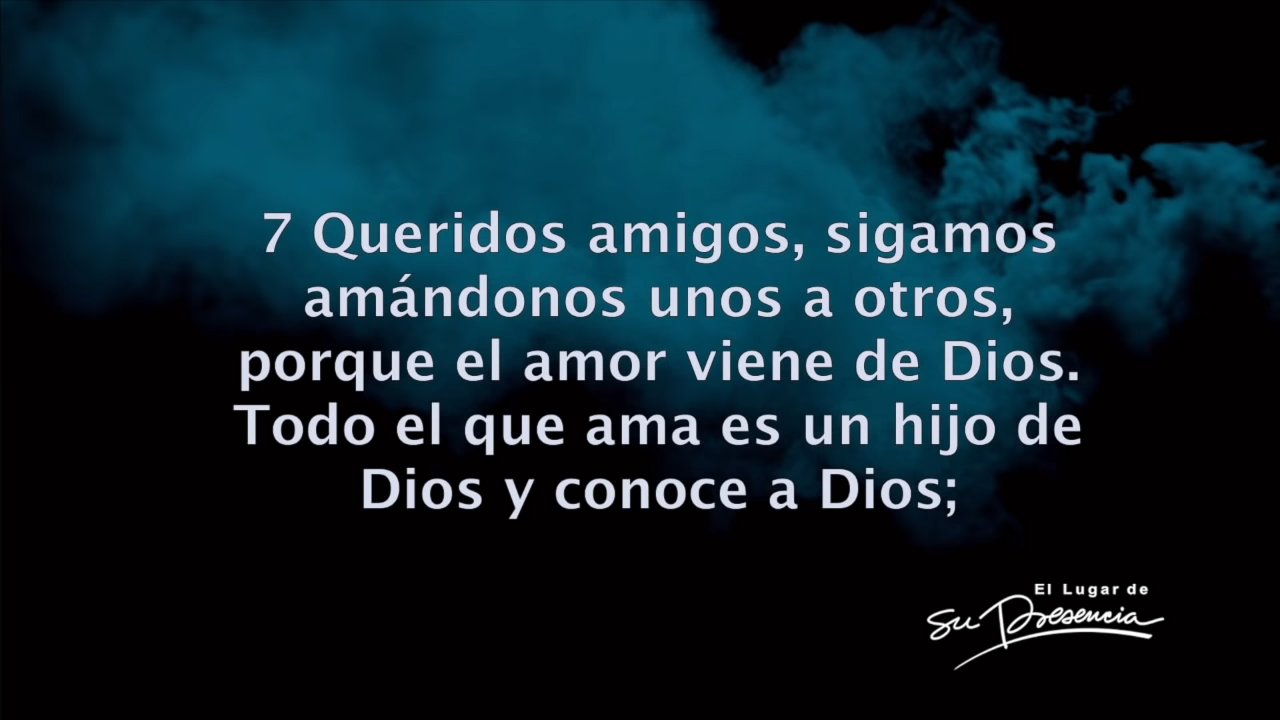 7 Queridos amigos, sigamos
amándonos unos a otros,
porque el amor viene de Dios.
Todo el que ama es un hijo de
Dios y conoce a Dios;
El Lugar de
Su Presencia